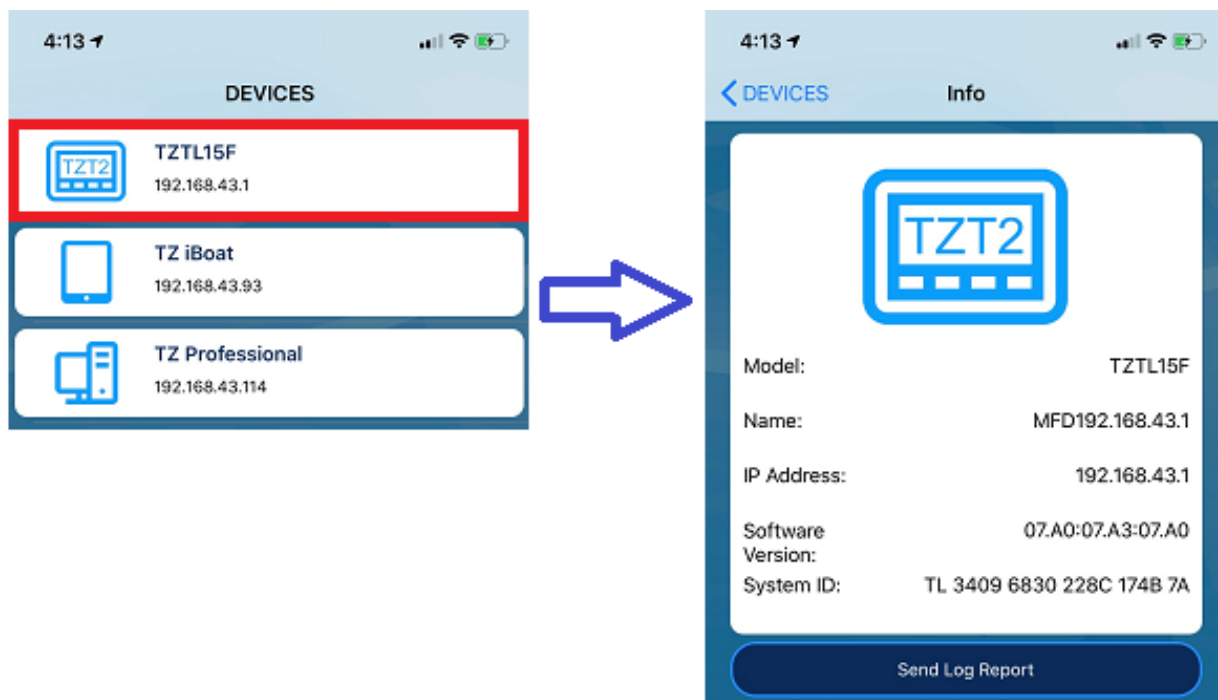 4:13
DEVICES
TZT2
TZTL15F
192.168.43.1
TZ iBoat
192.168.43.93
TZ Professional
192.168.43.114
4:13
DEVICES
Info
TZT2
Model: TZTL15F
Name: MFD192.168.43.1
IP Address: 192.168.43.1
Software 07.A0:07.A3:07.A0
Version:
System ID: TL 3409 6830 228C 174B 7A
Send Log Report